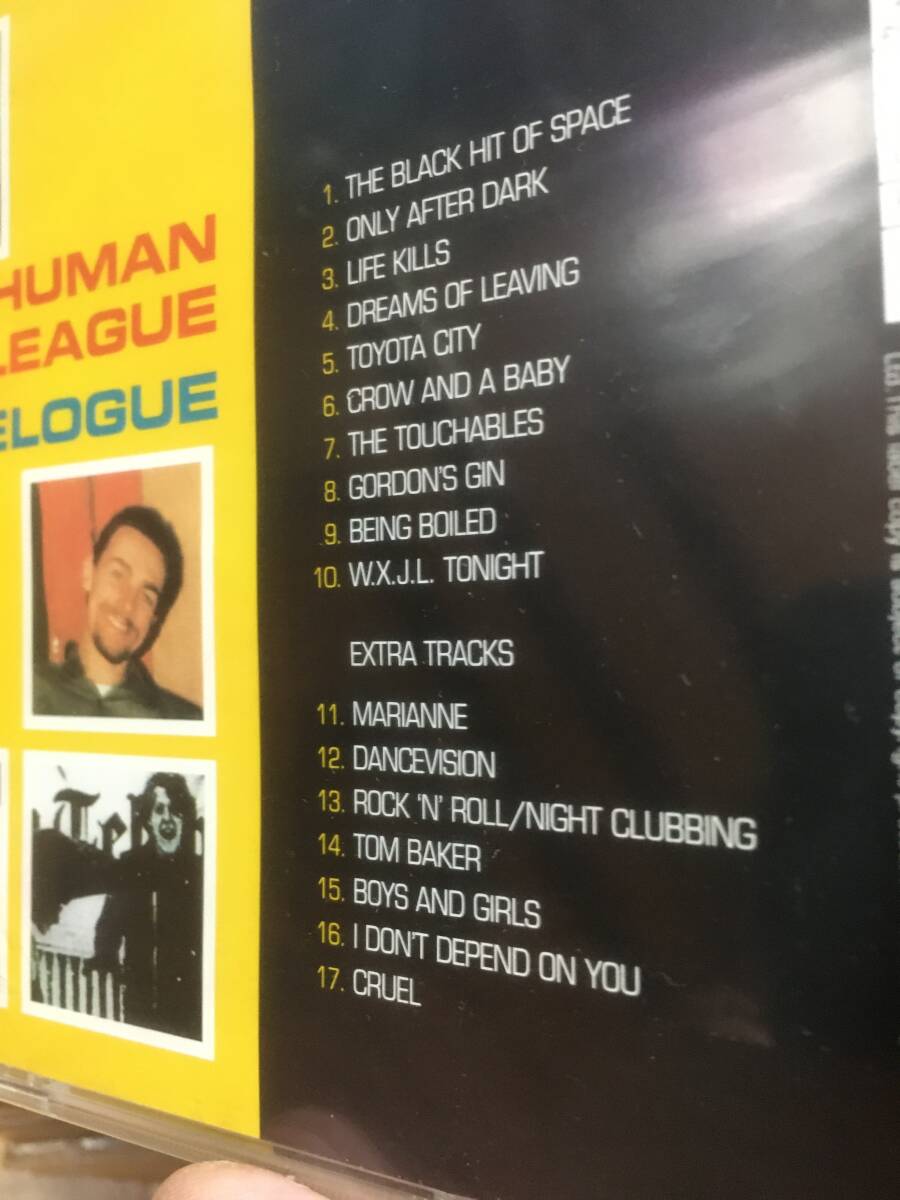 HUMAN
LEAGUE
ELOGUE
1. THE BLACK HIT OF SPACE
2. ONLY AFTER DARK
3. LIFE KILLS
4. DREAMS OF LEAVING
5. TOYOTA CITY
6. CROW AND A BABY
7. THE TOUCHABLES
8. GORDON'S GIN
9. BEING BOILED
10. W.X.J.L. TONIGHT
EXTRA TRACKS
11. MARIANNE
12. DANCEVISION
13. ROCK 'N' ROLL/NIGHT CLUBBING
14. TOM BAKER
15. BOYS AND GIRLS
16. I DON'T DEPEND ON YOU
17. CRUEL